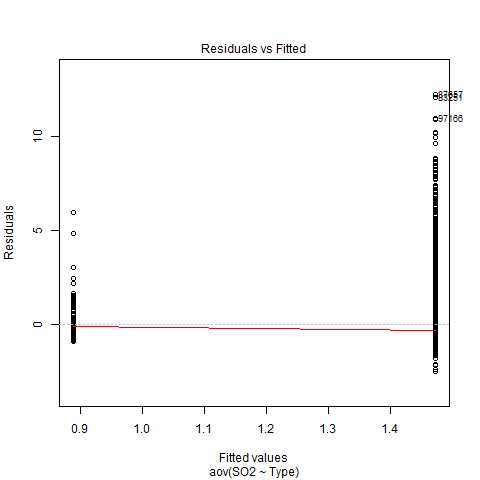 Residuals vs Fitted
97166
10
5
0
Residuals
0.9 1.0 1.1 1.2 1.3 1.4
Fitted values
aov(SO2 ~ Type)